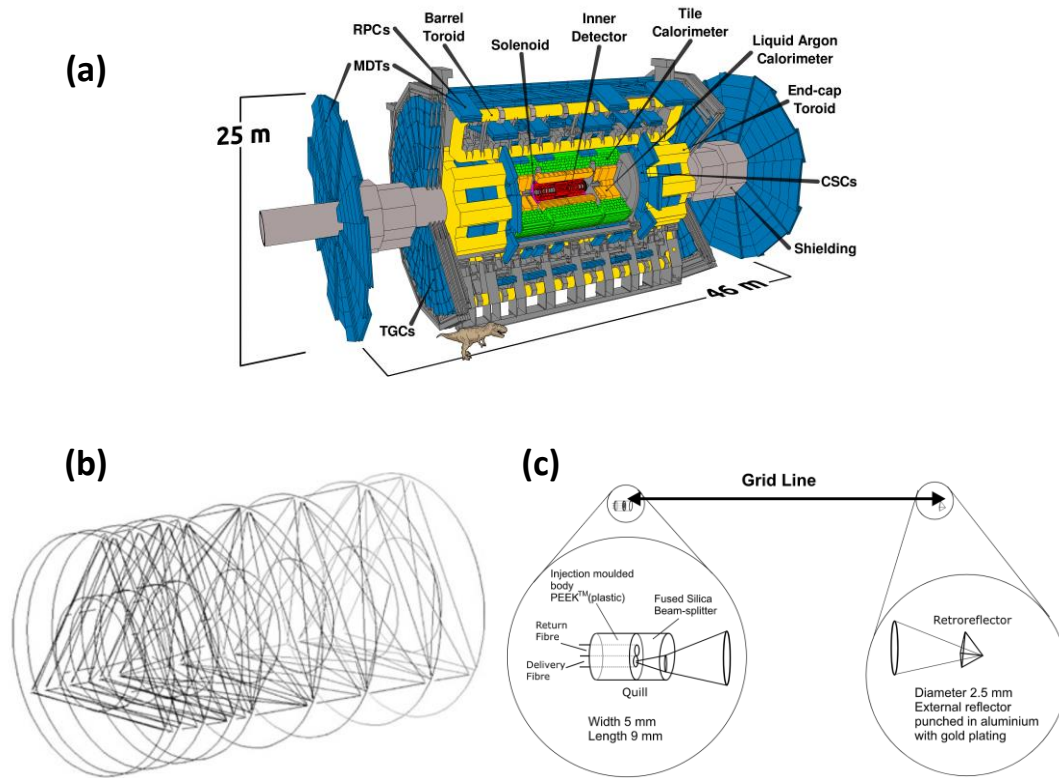 (a)
RPCs
MDTs
Barrel
Toroid
Solenoid
Inner
Detector
Tile
Calorimeter
Liquid Argon
Calorimeter
End-cap
Toroid
25 m
CSCs
Shielding
46 m
TGCs
(b)
(c)
Grid Line
Injection moulded
body
PEEK™(plastic)
Fused Silica
Beam-splitter
Return
Fibre
Delivery
Fibre
Quill
Width 5 mm
Length 9 mm
Retroreflector
Diameter 2.5 mm
External reflector
punched in aluminium
with gold plating